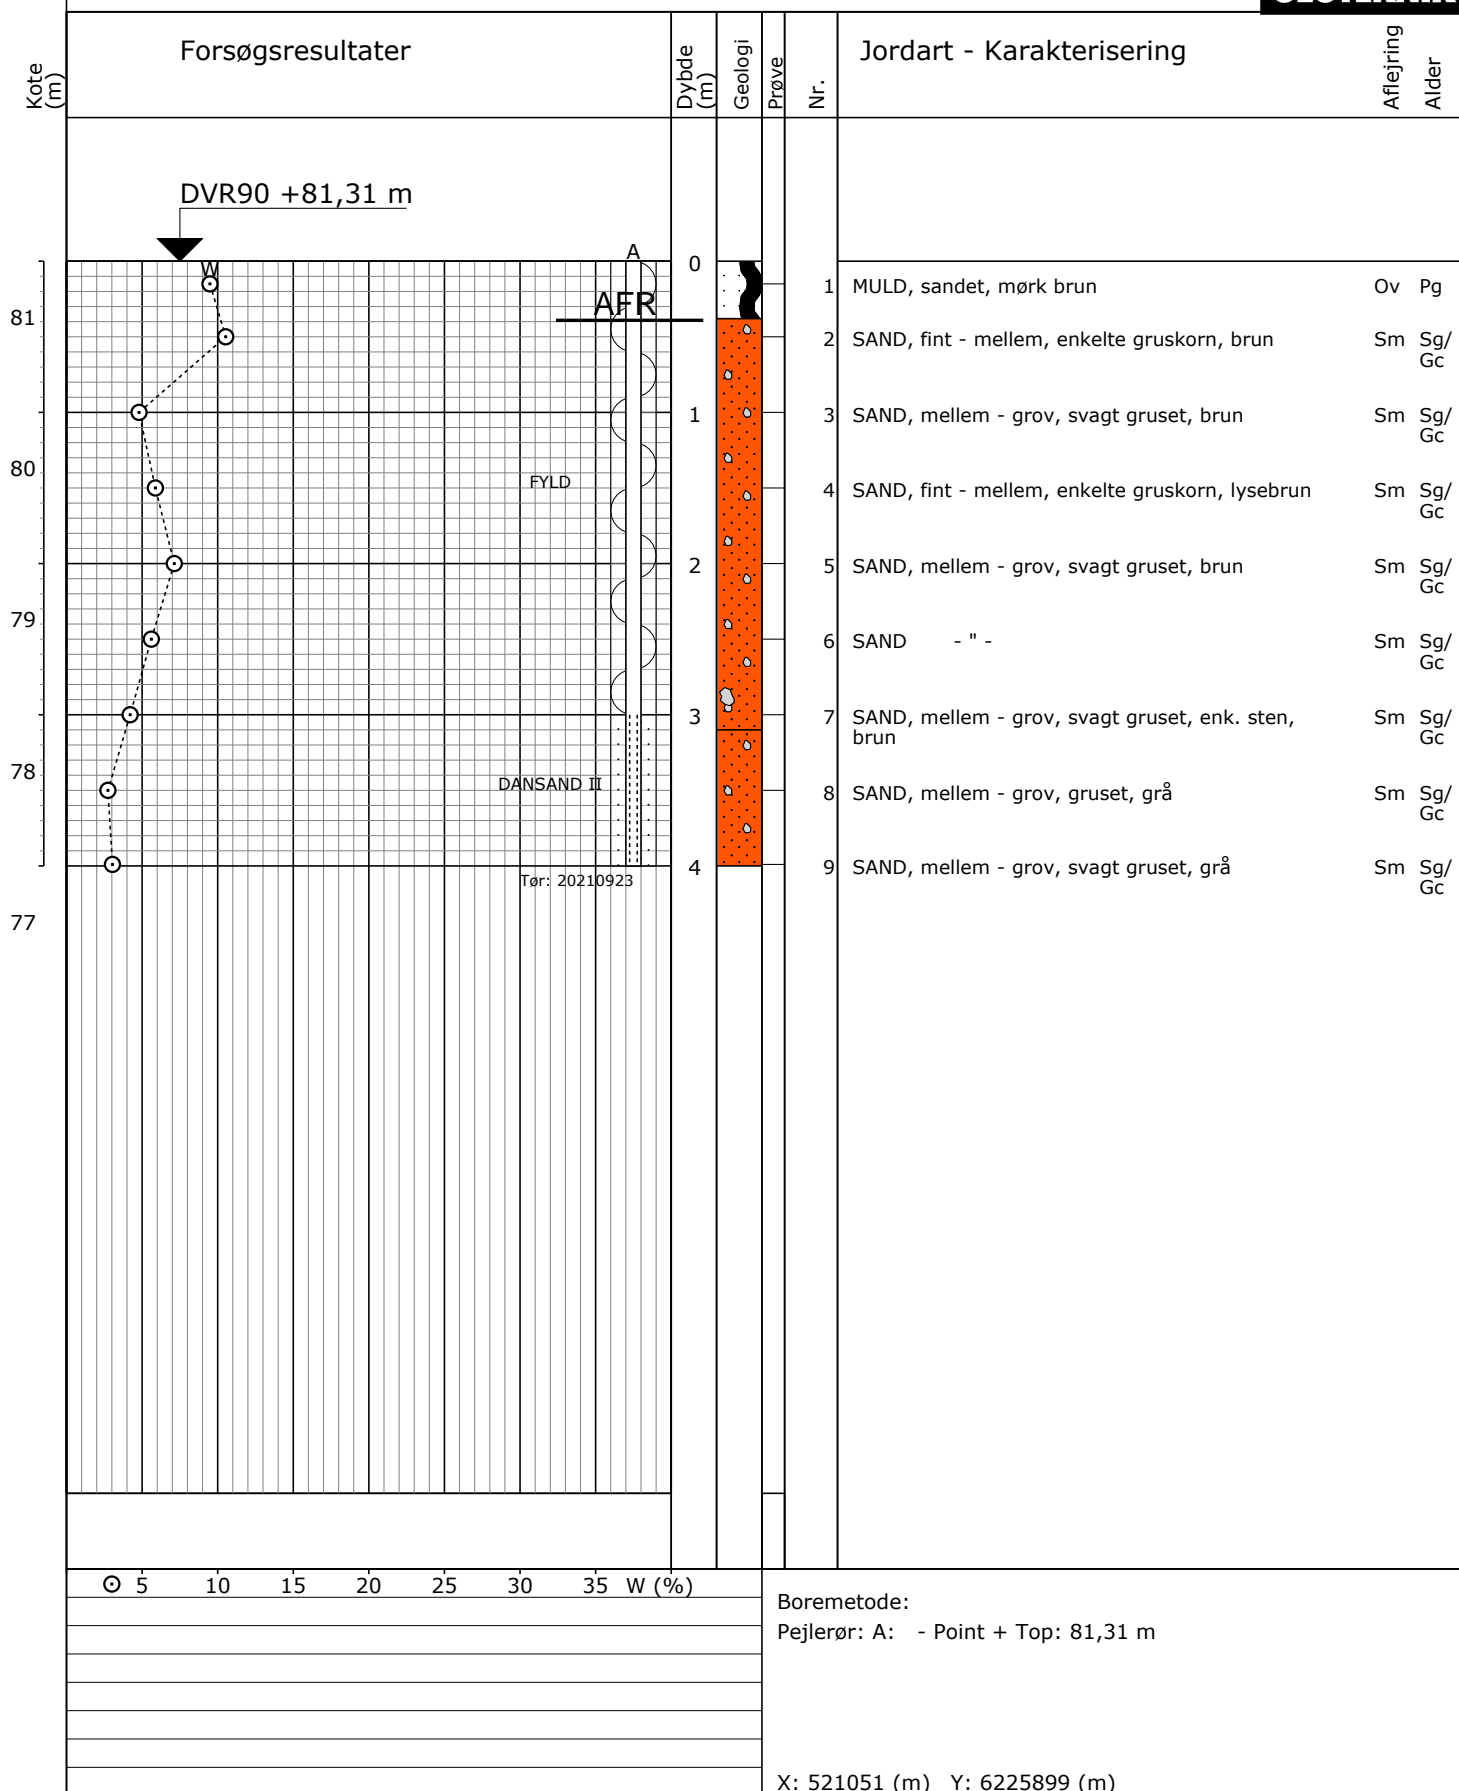 Kote (m)
Forsøgsresultater
Dybde (m)
Geologi
Prøve
Nr.
Jordart - Karakterisering
Aflejring
Alder
DVR90 +81,31 m
W
A
0
1 MULD, sandet, mørk brun Ov Pg
81
AFR
2 SAND, fint - mellem, enkelte gruskorn, brun Sm Sg/
Gc
1
3 SAND, mellem - grov, svagt gruset, brun Sm Sg/
Gc
80
FYLD
4 SAND, fint - mellem, enkelte gruskorn, lysebrun Sm Sg/
Gc
2
5 SAND, mellem - grov, svagt gruset, brun Sm Sg/
Gc
79
6 SAND - " - Sm Sg/
Gc
3
7 SAND, mellem - grov, svagt gruset, enk. sten, Sm Sg/
brun Gc
78
DANSAND II
8 SAND, mellem - grov, gruset, grå Sm Sg/
Gc
4
9 SAND, mellem - grov, svagt gruset, grå Sm Sg/
Gc
Tør: 20210923
77
5 10 15 20 25 30 35 W (%)
Boremetode:
Pejlerør: A: - Point + Top: 81,31 m
X: 521051 (m) Y: 6225899 (m)